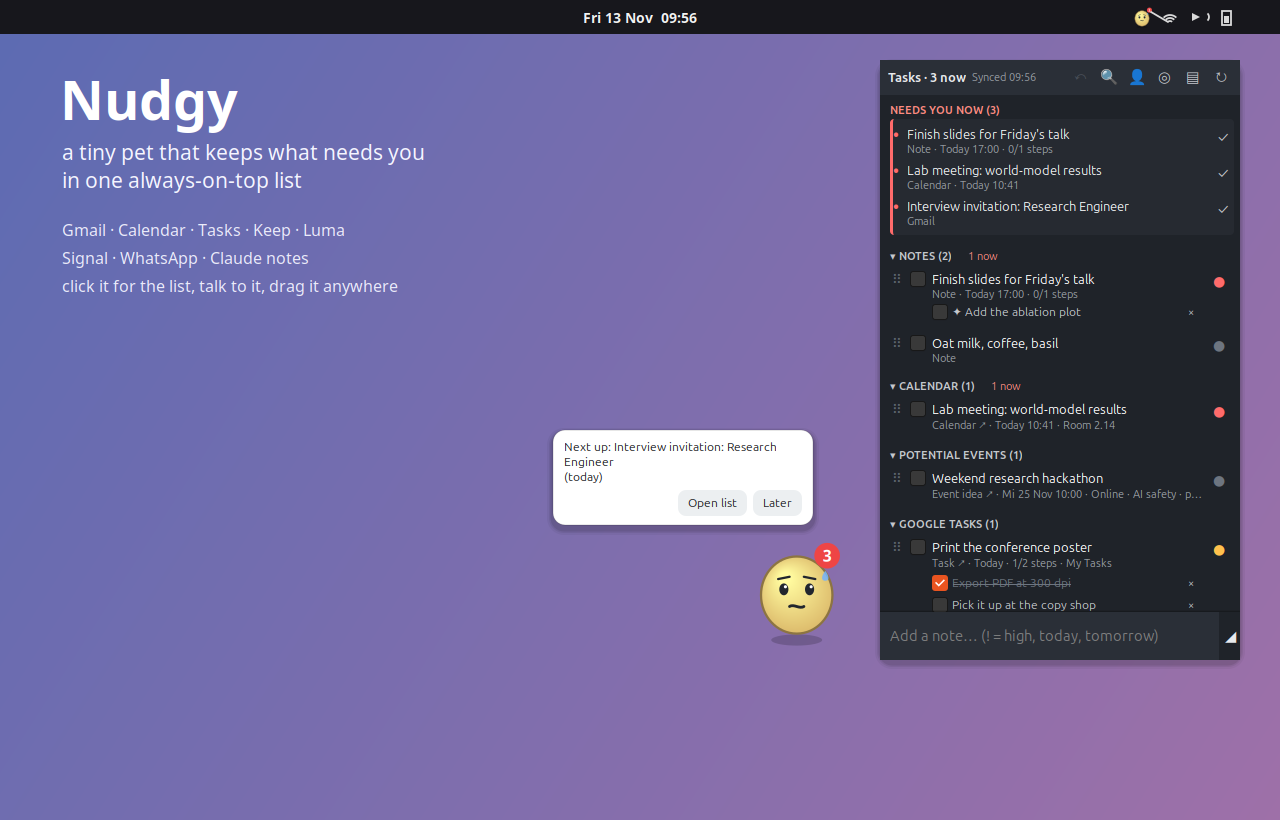 Fri 13 Nov 09:56
Nudgy
a tiny pet that keeps what needs you
in one always-on-top list
Gmail · Calendar · Tasks · Keep · Luma
Signal · WhatsApp · Claude notes
click it for the list, talk to it, drag it anywhere
Next up: Interview invitation: Research
Engineer
(today)
Open list Later
3
Tasks · 3 now Synced 09:56
NEEDS YOU NOW (3)
Finish slides for Friday's talk
Note · Today 17:00 · 0/1 steps
Lab meeting: world-model results
Calendar · Today 10:41
Interview invitation: Research Engineer
Gmail
▾ NOTES (2) 1 now
Finish slides for Friday's talk
Note · Today 17:00 · 0/1 steps
✦ Add the ablation plot ×
Oat milk, coffee, basil
Note
▾ CALENDAR (1) 1 now
Lab meeting: world-model results
Calendar ↗ · Today 10:41 · Room 2.14
▾ POTENTIAL EVENTS (1)
Weekend research hackathon
Event idea ↗ · Mi 25 Nov 10:00 · Online · AI safety · p…
▾ GOOGLE TASKS (1)
Print the conference poster
Task ↗ · Today · 1/2 steps · My Tasks
Export PDF at 300 dpi ×
Pick it up at the copy shop ×
Add a note… (! = high, today, tomorrow)